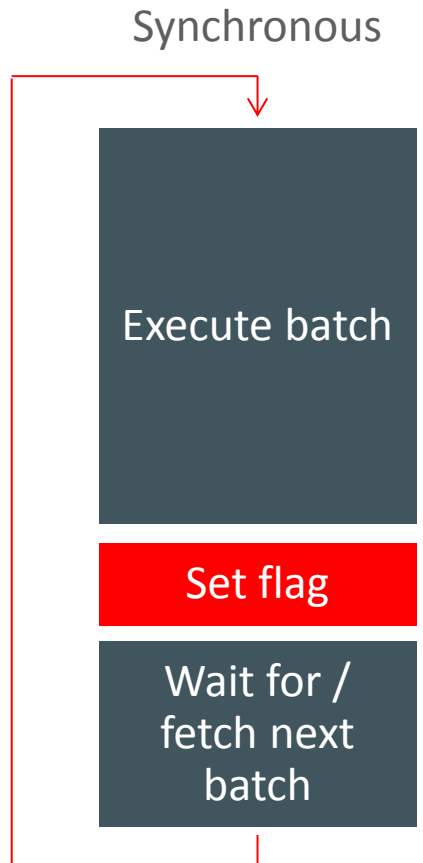 Synchronous
Execute batch
Set flag
Wait for /
fetch next
batch